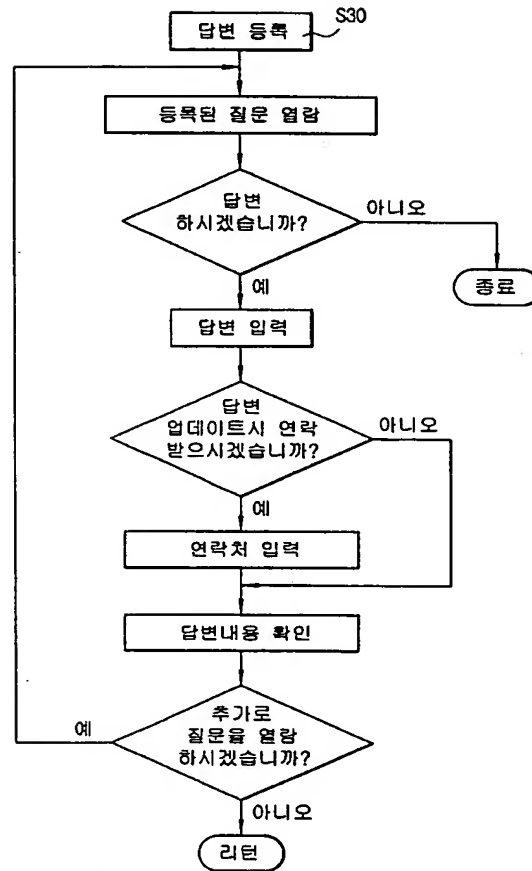 답변 등록
S30
등록된 질문 열람
답변
하시겠습니까?
아니오
종료
예
답변 입력
답변
업데이트시 연락
받으시겠습니까?
아니오
예
연락처 입력
답변내용 확인
추가로
질문을 열람
하시겠습니까?
예
아니오
리턴